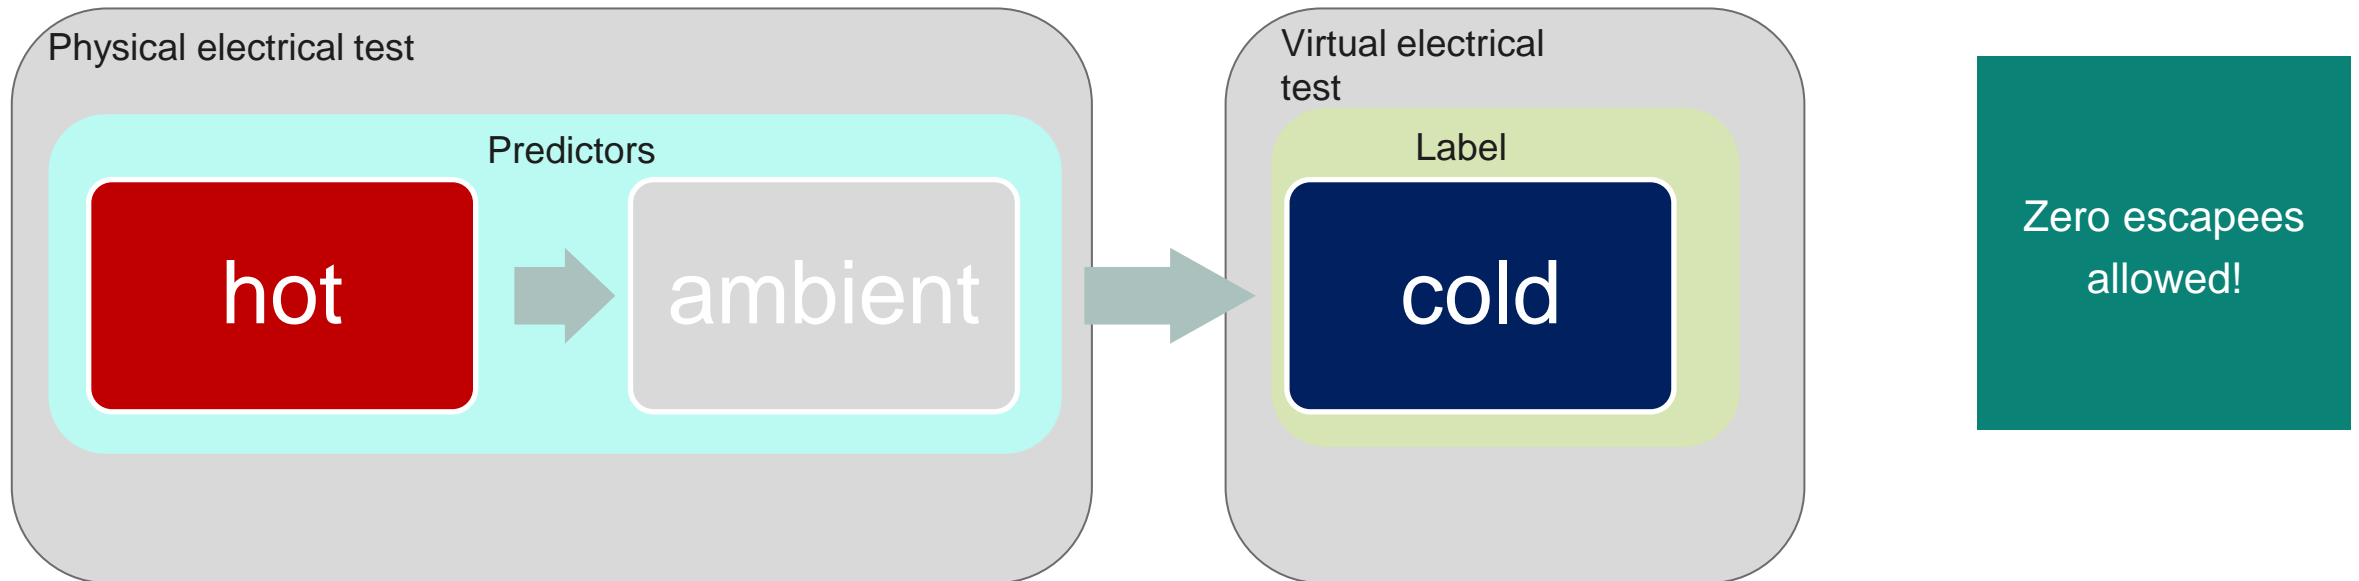 Physical electrical test
Predictors
hot
ambient
Virtual electrical
test
Label
cold
Zero escapees
allowed!